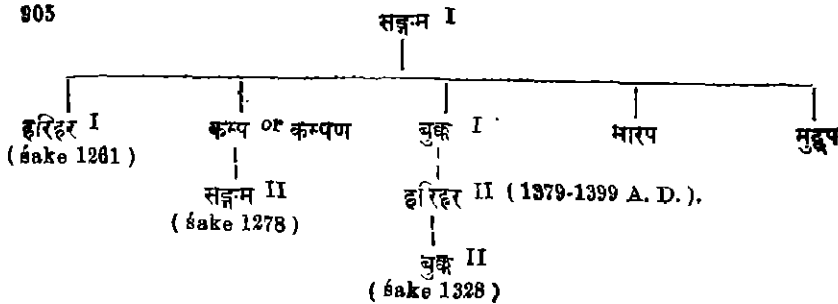 905
सङ्गम I
हरिहर I कम्प or कम्पण बुक्क I मारप मुद्दप
(śake 1261)
सङ्गम II हरिहर II (1379-1399 A. D.).
(śake 1278)
बुक्क II
(śake 1328)